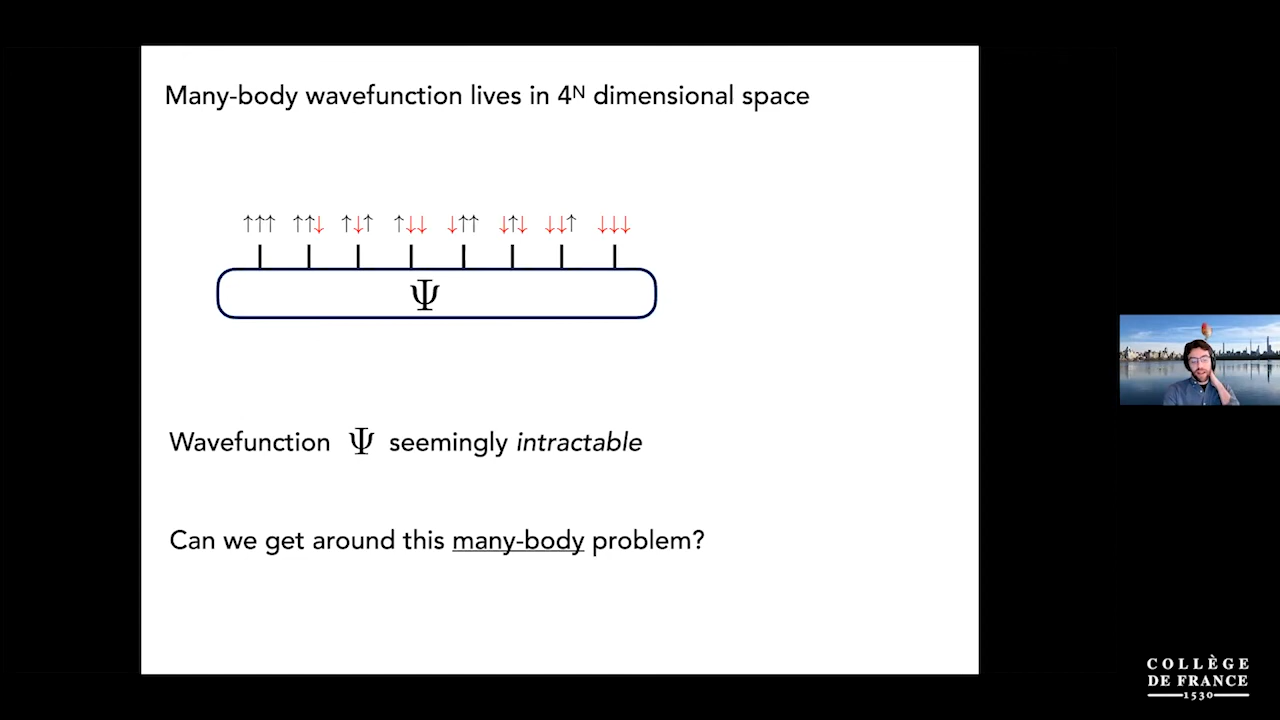 Many-body wavefunction lives in 4ᴺ dimensional space
↑↑↑ ↑↑↓ ↑↓↑ ↑↓↓ ↓↑↑ ↓↑↓ ↓↓↑ ↓↓↓
Ψ
Wavefunction Ψ seemingly intractable
Can we get around this many-body problem?
COLLÈGE
DE FRANCE
1530